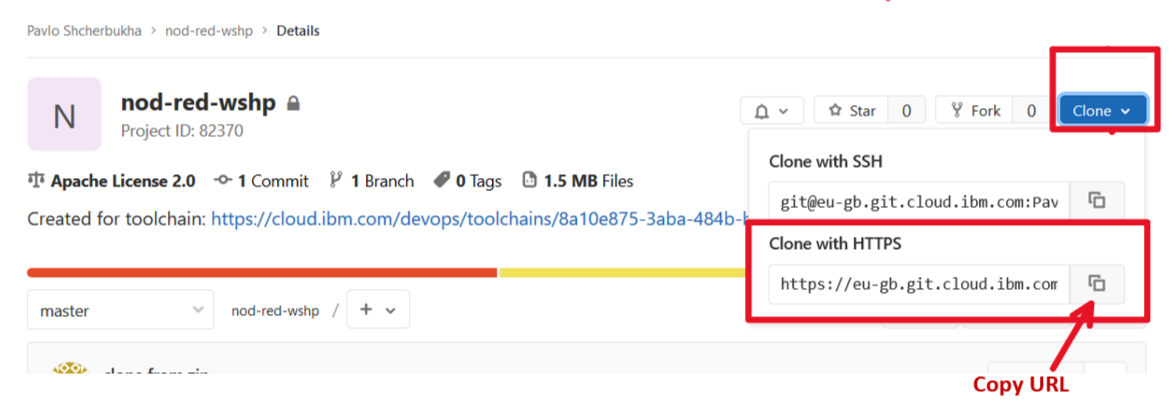 Pavlo Shcherbukha > nod-red-wshp > Details
N
nod-red-wshp
Project ID: 82370
Star 0
Fork 0
Clone
Apache License 2.0
1 Commit
1 Branch
0 Tags
1.5 MB Files
Created for toolchain: https://cloud.ibm.com/devops/toolchains/8a10e875-3aba-484b-
Clone with SSH
git@eu-gb.git.cloud.ibm.com:Pav
Clone with HTTPS
https://eu-gb.git.cloud.ibm.com
master
nod-red-wshp / +
Copy URL